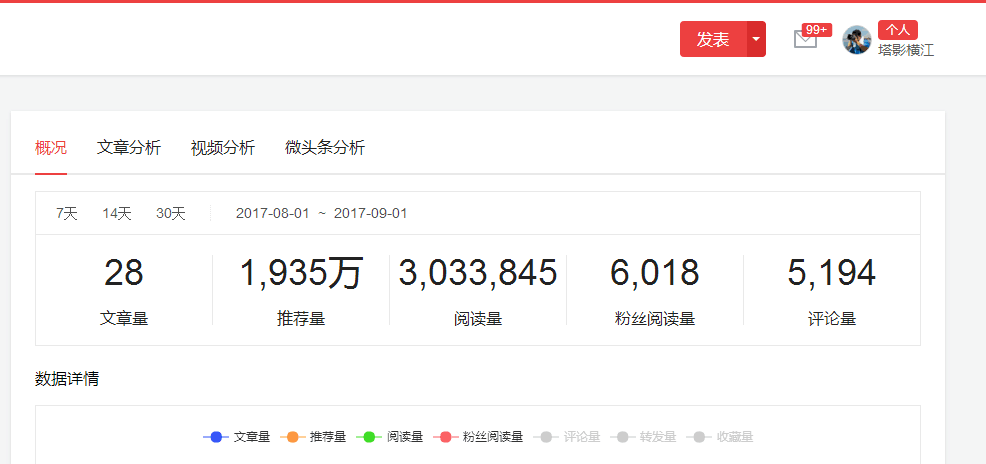 发表 99+ 个人
塔影横江
概况 文章分析 视频分析 微头条分析
7天 14天 30天 2017-08-01 ~ 2017-09-01
28 1,935万 3,033,845 6,018 5,194
文章量 推荐量 阅读量 粉丝阅读量 评论量
数据详情
文章量 推荐量 阅读量 粉丝阅读量 评论量 转发量 收藏量